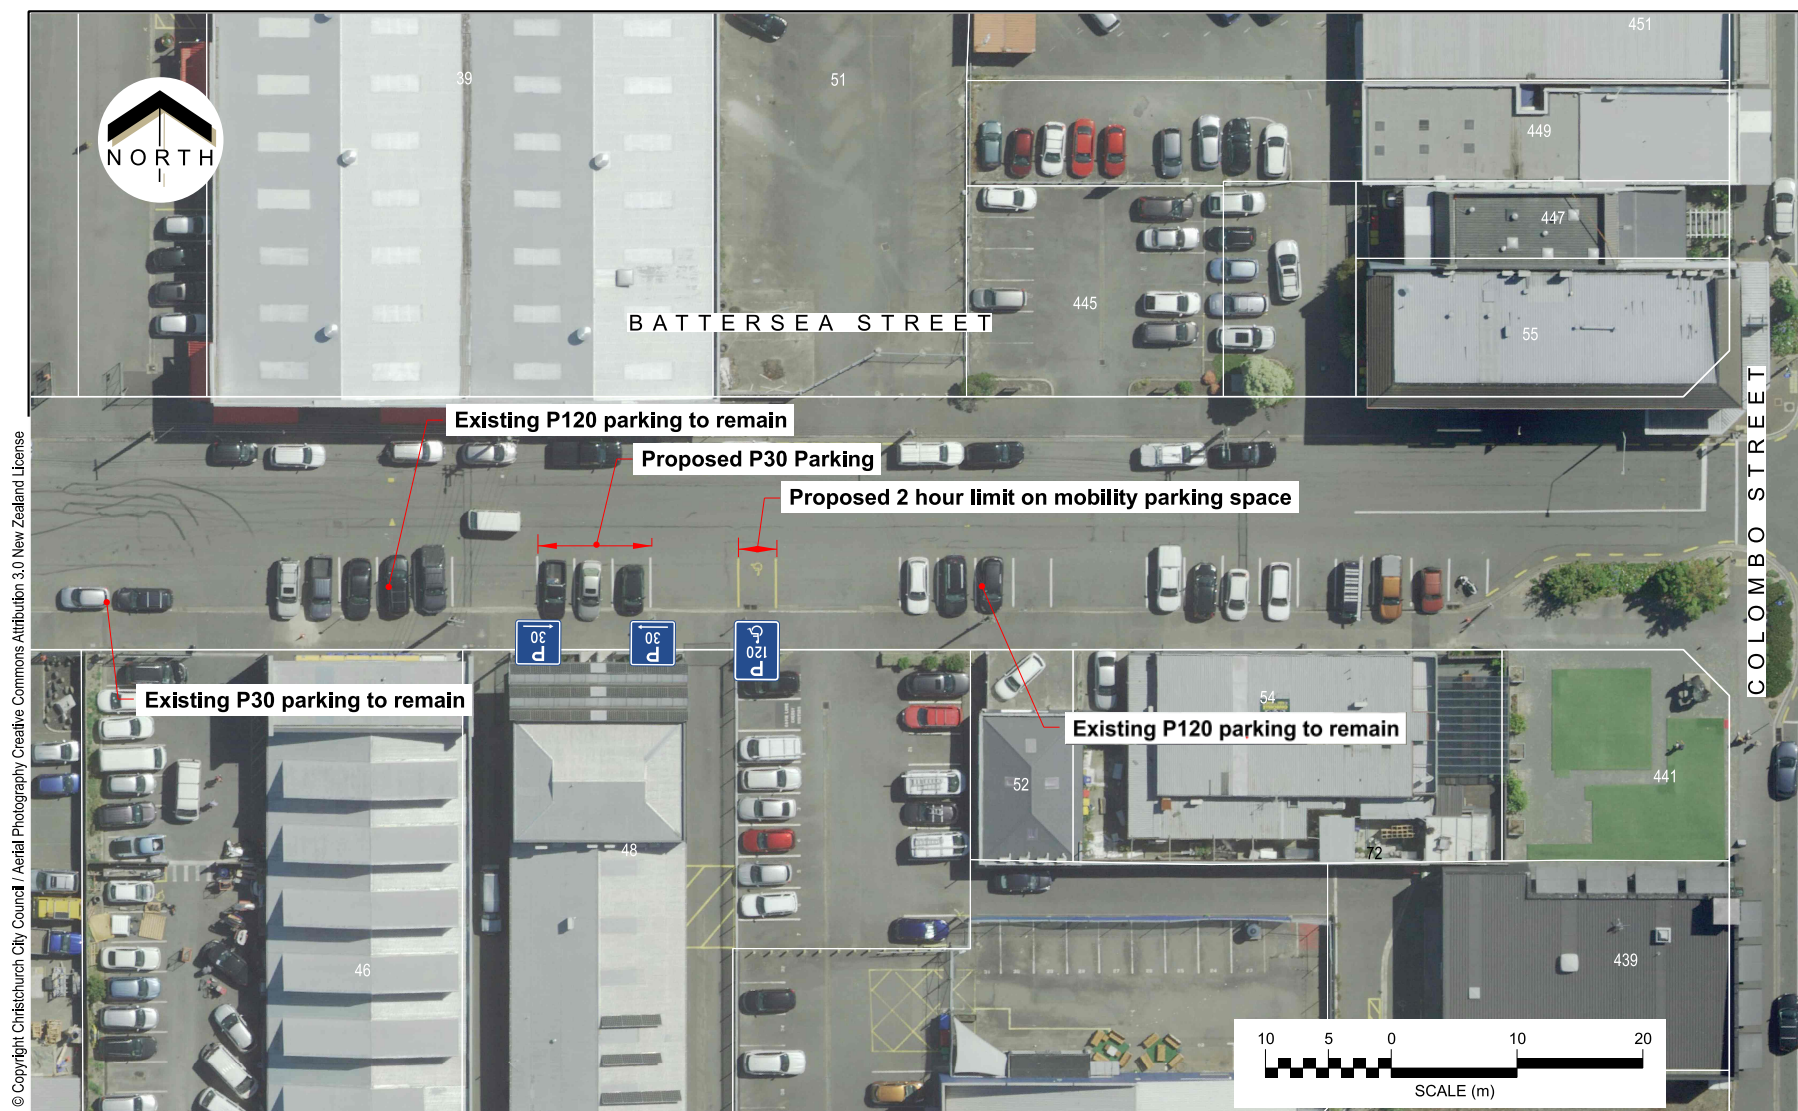 451
39
51
NORTH
449
447
445
BATTERSEA STREET
55
COLOMBO STREET
Existing P120 parking to remain
Proposed P30 Parking
Proposed 2 hour limit on mobility parking space
P
30
P
30
P
120
Existing P30 parking to remain
54
Existing P120 parking to remain
52
441
48
72
46
439
10 5 0 10 20
SCALE (m)
© Copyright Christchurch City Council / Aerial Photography Creative Commons Attribution 3.0 New Zealand License